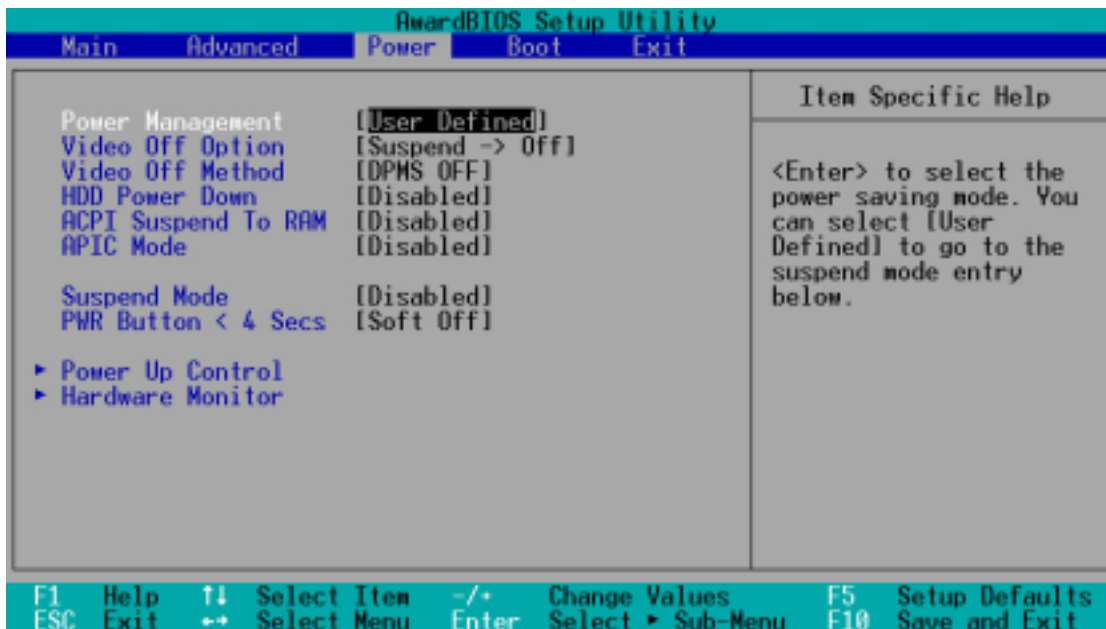 AwardBIOS Setup Utility
Main Advanced Power Boot Exit
Power Management [User Defined]
Video Off Option [Suspend -> Off]
Video Off Method [DPMS OFF]
HDD Power Down [Disabled]
ACPI Suspend To RAM [Disabled]
APIC Mode [Disabled]
Suspend Mode [Disabled]
PWR Button < 4 Secs [Soft Off]
▶ Power Up Control
▶ Hardware Monitor
Item Specific Help
<Enter> to select the
power saving mode. You
can select [User
Defined] to go to the
suspend mode entry
below.
F1 Help ↑↓ Select Item -/+ Change Values F5 Setup Defaults
ESC Exit ←→ Select Menu Enter Select ▶ Sub-Menu F10 Save and Exit